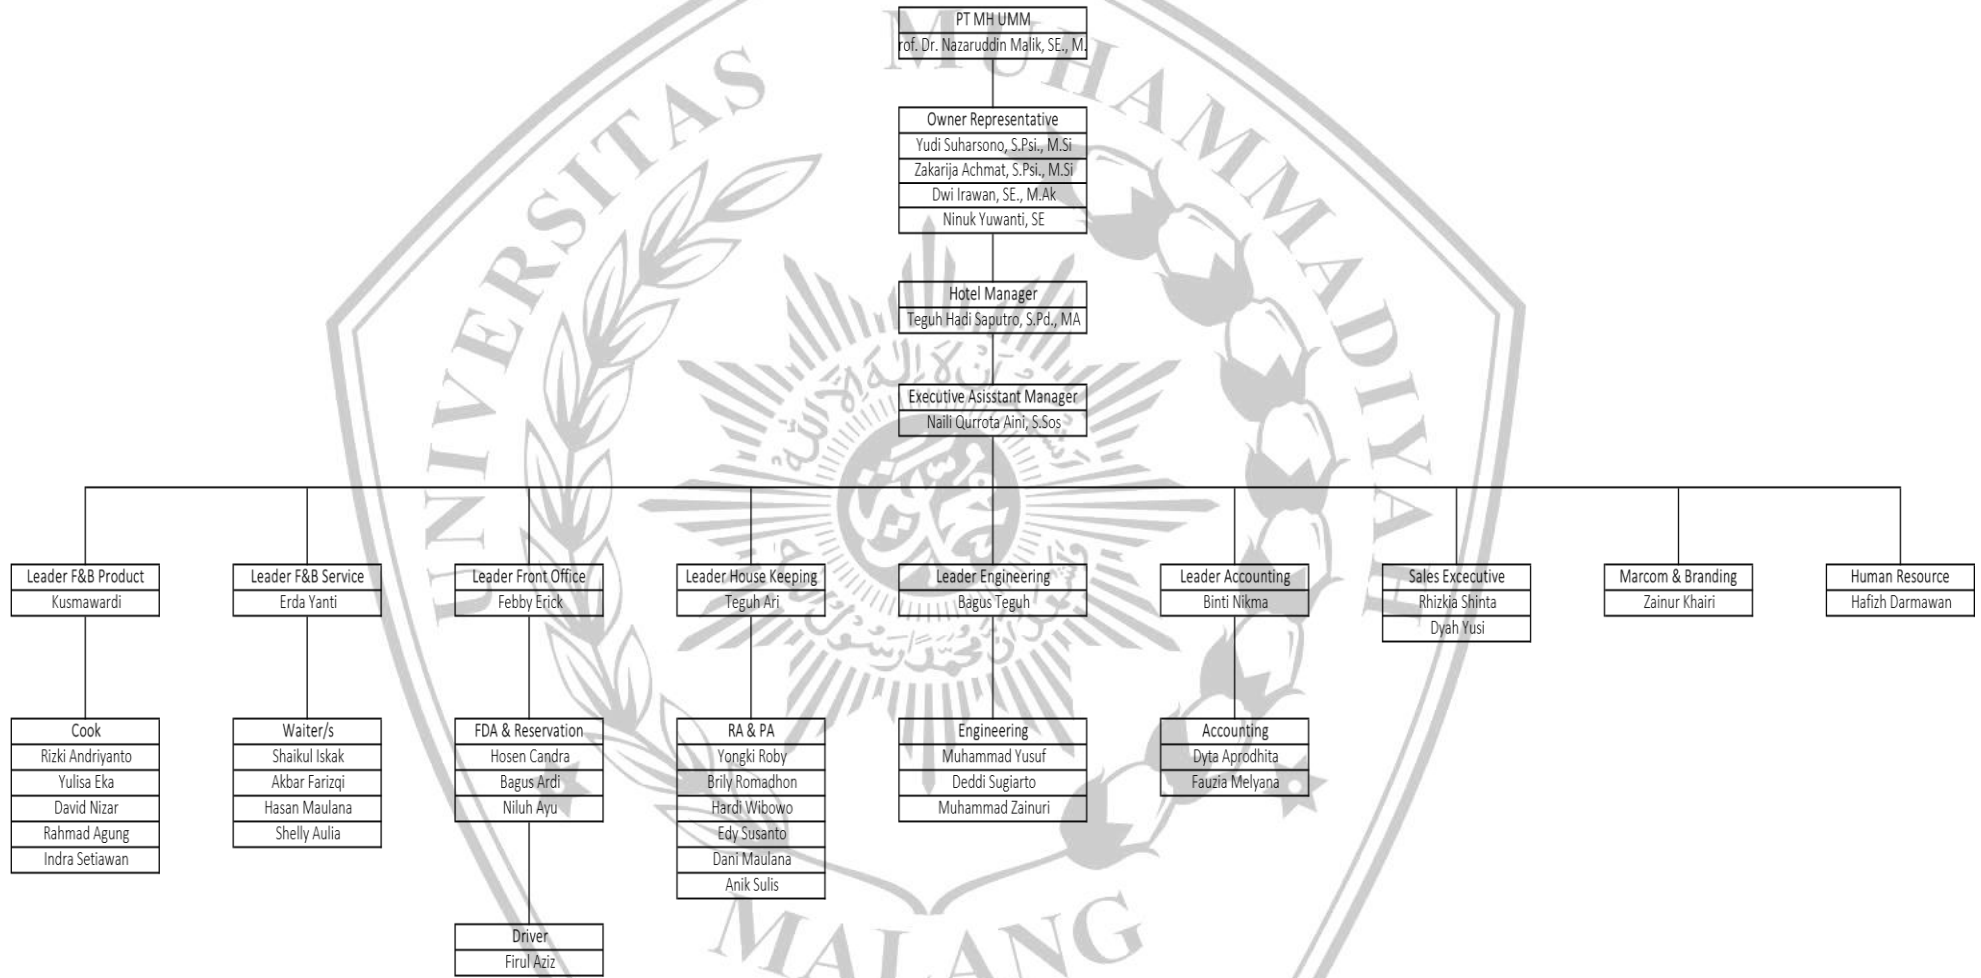 PT MH UMM
rof. Dr. Nazaruddin Malik, SE., M.
Owner Representative
Yudi Suharsono, S.Psi., M.Si
Zakarija Achmat, S.Psi., M.Si
Dwi Irawan, SE., M.Ak
Ninuk Yuwanti, SE
Hotel Manager
Teguh Hadi Saputro, S.Pd., MA
Executive Asisstant Manager
Naili Qurrota Aini, S.Sos
Leader F&B Product
Kusmawardi
Leader F&B Service
Erda Yanti
Leader Front Office
Febby Erick
Leader House Keeping
Teguh Ari
Leader Engineering
Bagus Teguh
Leader Accounting
Binti Nikma
Sales Excecutive
Rhizkia Shinta
Dyah Yusi
Marcom & Branding
Zainur Khairi
Human Resource
Hafizh Darmawan
Cook
Rizki Andriyanto
Yulisa Eka
David Nizar
Rahmad Agung
Indra Setiawan
Waiter/s
Shaikul Iskak
Akbar Farizqi
Hasan Maulana
Shelly Aulia
FDA & Reservation
Hosen Candra
Bagus Ardi
Niluh Ayu
RA & PA
Yongki Roby
Brily Romadhon
Hardi Wibowo
Edy Susanto
Dani Maulana
Anik Sulis
Engineering
Muhammad Yusuf
Deddi Sugiarto
Muhammad Zainuri
Accounting
Dyta Aprodhita
Fauzia Melyana
Driver
Firul Aziz
UNIVERSITAS MUHAMMADIYAH
MALANG